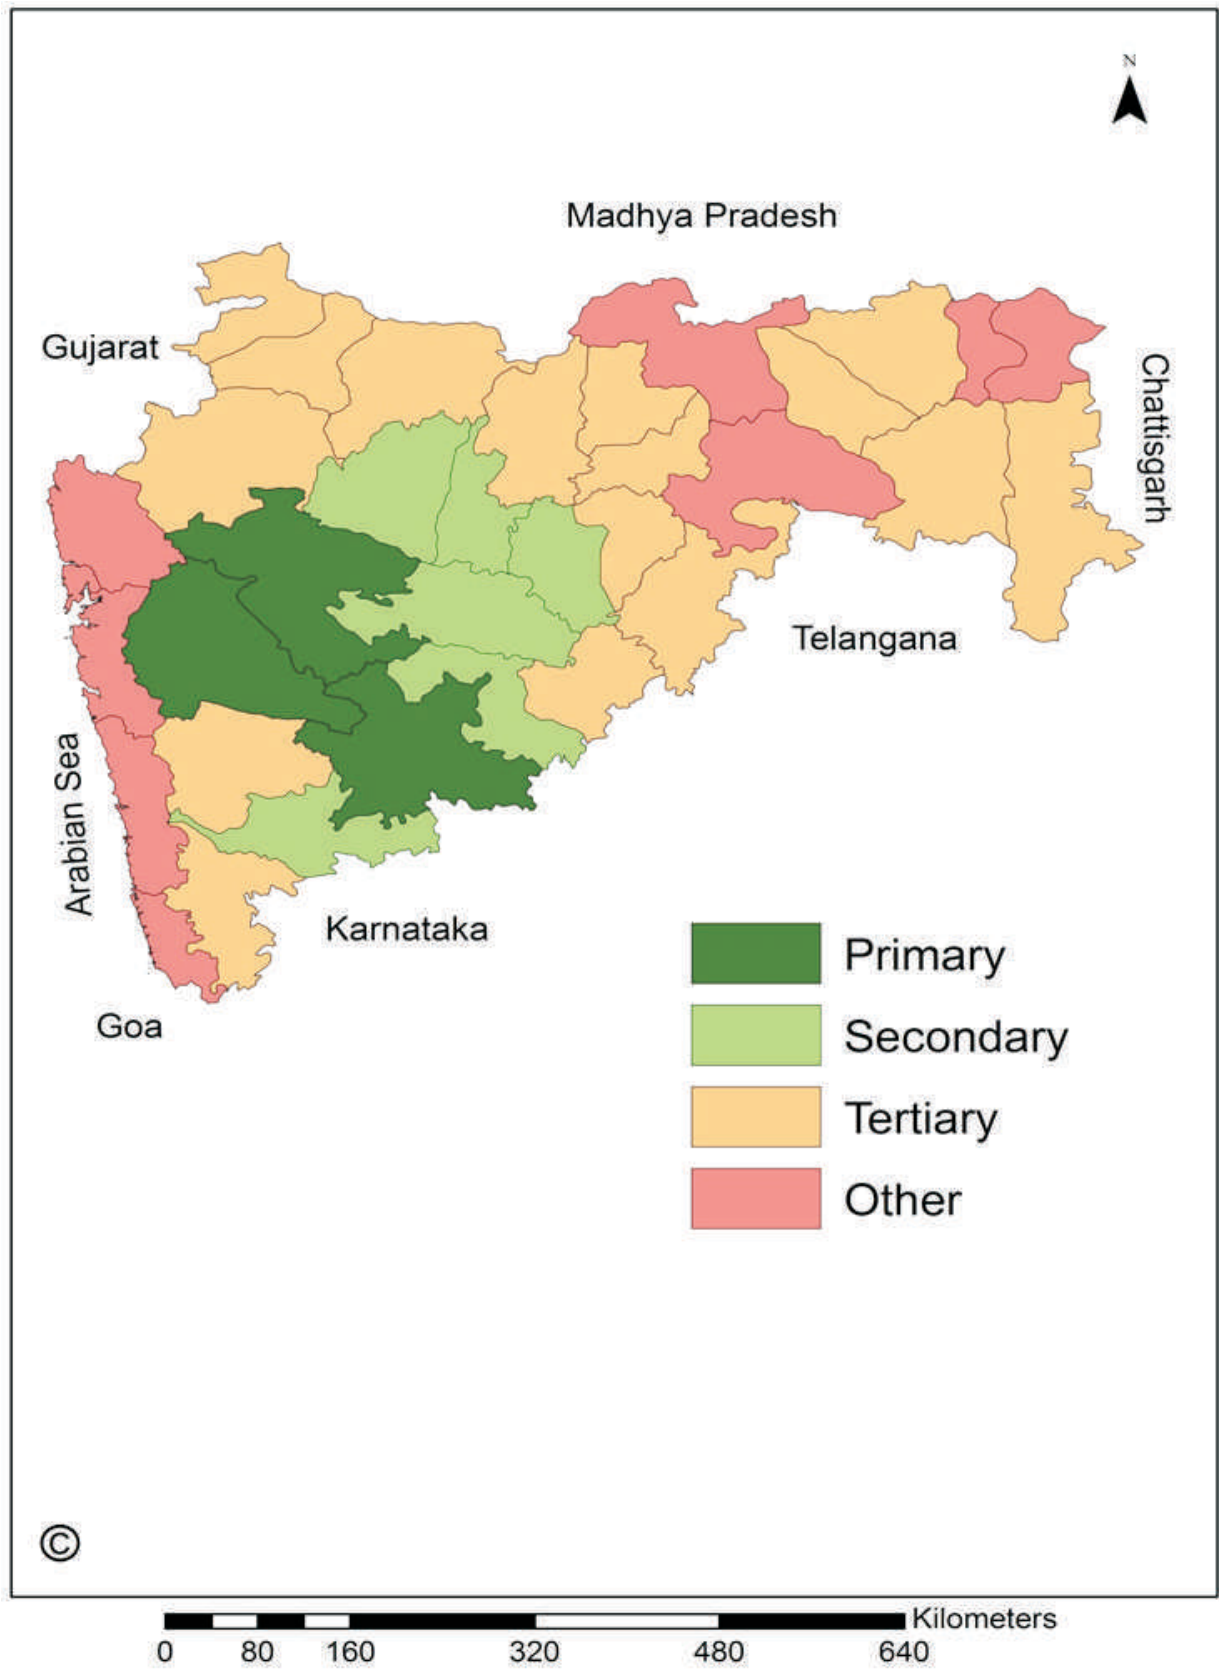 N
Madhya Pradesh
Gujarat
Chattisgarh
Telangana
Arabian Sea
Karnataka
Goa
Primary
Secondary
Tertiary
Other
©
Kilometers
0 80 160 320 480 640